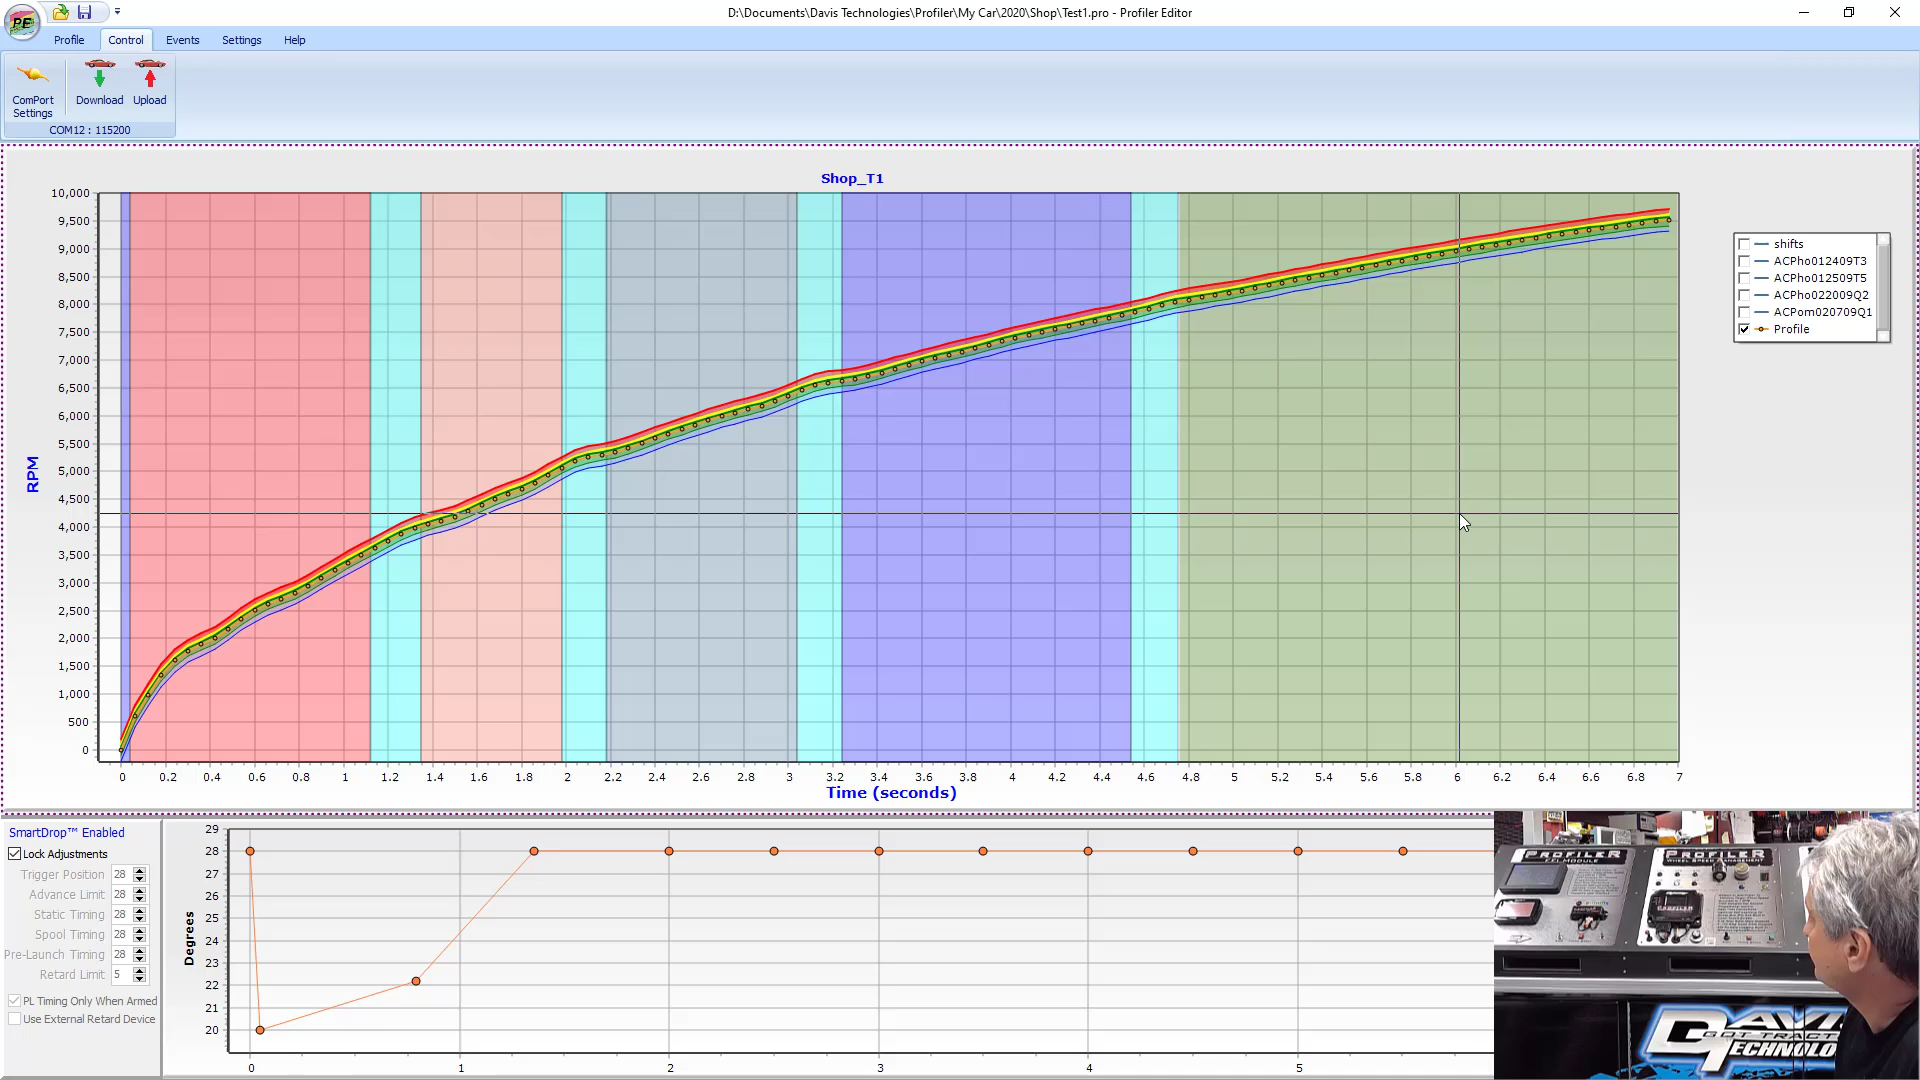 D:\Documents\Davis Technologies\Profiler\My Car\2020\Shop\Test1.pro - Profiler Editor
PE
Profile Control Events Settings Help
ComPort Settings
Download
Upload
COM12 : 115200
Shop_T1
10,000
9,500
9,000
8,500
8,000
7,500
7,000
6,500
6,000
5,500
5,000
4,500
4,000
3,500
3,000
2,500
2,000
1,500
1,000
500
0
RPM
0 0.2 0.4 0.6 0.8 1 1.2 1.4 1.6 1.8 2 2.2 2.4 2.6 2.8 3 3.2 3.4 3.6 3.8 4 4.2 4.4 4.6 4.8 5 5.2 5.4 5.6 5.8 6 6.2 6.4 6.6 6.8 7
Time (seconds)
shifts
ACPho012409T3
ACPho012509T5
ACPho022009Q2
ACPom020709Q1
Profile
SmartDrop™ Enabled
Lock Adjustments
Trigger Position 28
Advance Limit 28
Static Timing 28
Spool Timing 28
Pre-Launch Timing 28
Retard Limit 5
PL Timing Only When Armed
Use External Retard Device
29
28
27
26
25
24
23
22
21
20
Degrees
0 1 2 3 4 5
PROFILER
PROFILER
DAVIS
GOT TRACT
TECHNOLO